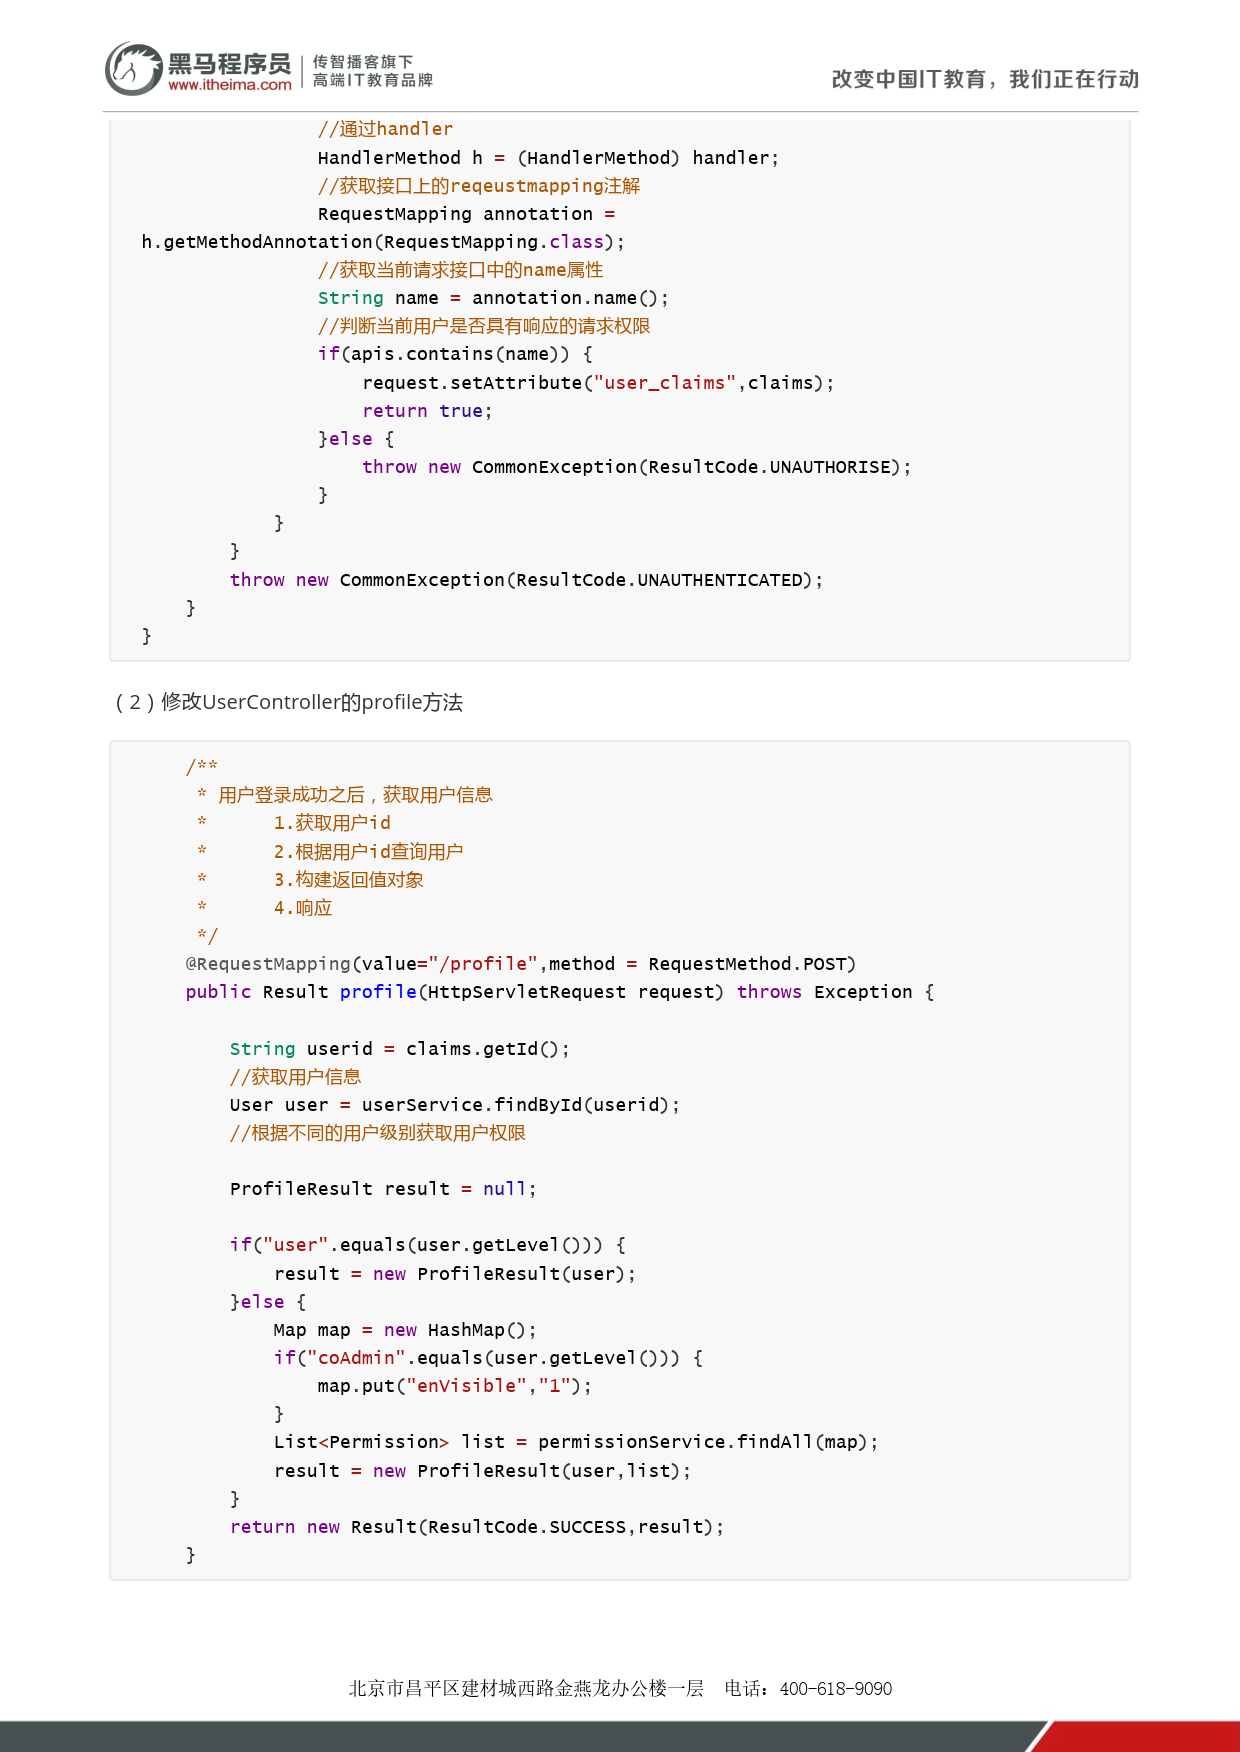 黑马程序员
www.itheima.com
传智播客旗下
高端IT教育品牌
改变中国IT教育，我们正在行动
                //通过handler
                HandlerMethod h = (HandlerMethod) handler;
                //获取接口上的reqeustmapping注解
                RequestMapping annotation =
h.getMethodAnnotation(RequestMapping.class);
                //获取当前请求接口中的name属性
                String name = annotation.name();
                //判断当前用户是否具有响应的请求权限
                if(apis.contains(name)) {
                    request.setAttribute("user_claims",claims);
                    return true;
                }else {
                    throw new CommonException(ResultCode.UNAUTHORISE);
                }
            }
        }
        throw new CommonException(ResultCode.UNAUTHENTICATED);
    }
}
（2）修改UserController的profile方法
    /**
     * 用户登录成功之后，获取用户信息
     *      1.获取用户id
     *      2.根据用户id查询用户
     *      3.构建返回值对象
     *      4.响应
     */
    @RequestMapping(value="/profile",method = RequestMethod.POST)
    public Result profile(HttpServletRequest request) throws Exception {
        String userid = claims.getId();
        //获取用户信息
        User user = userService.findById(userid);
        //根据不同的用户级别获取用户权限
        ProfileResult result = null;
        if("user".equals(user.getLevel())) {
            result = new ProfileResult(user);
        }else {
            Map map = new HashMap();
            if("coAdmin".equals(user.getLevel())) {
                map.put("enVisible","1");
            }
            List<Permission> list = permissionService.findAll(map);
            result = new ProfileResult(user,list);
        }
        return new Result(ResultCode.SUCCESS,result);
    }
北京市昌平区建材城西路金燕龙办公楼一层  电话：400-618-9090